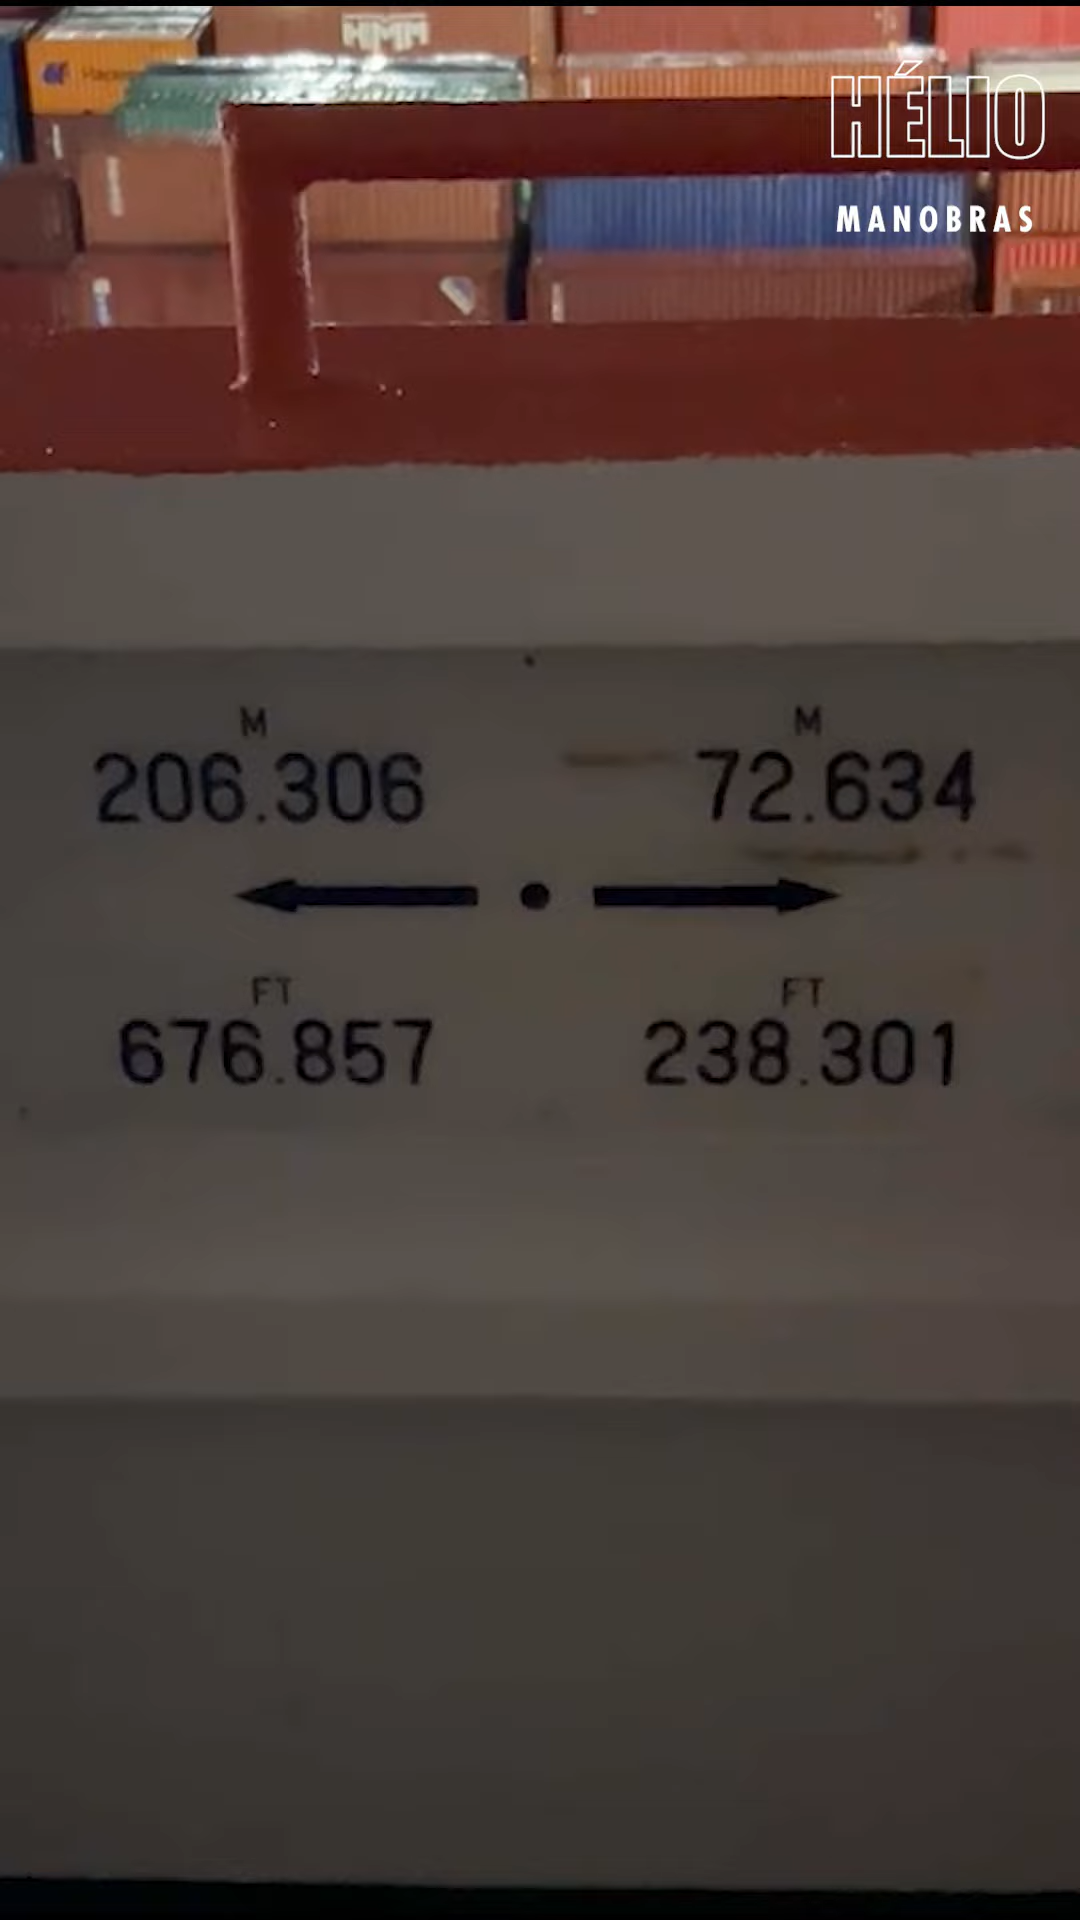 HMM
HÉLIO
MANOBRAS
M
206.306
M
72.634
FT
676.857
FT
238.301